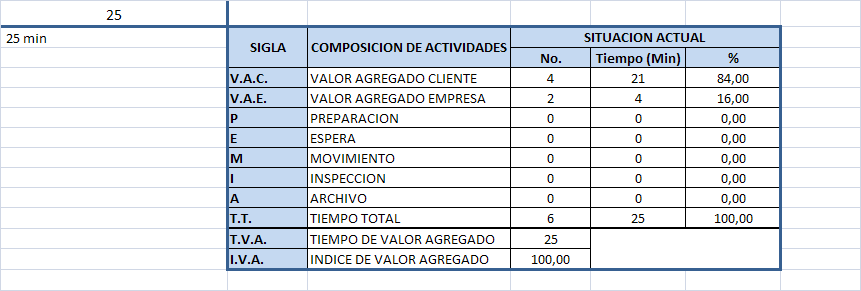 25
25 min
SIGLA COMPOSICION DE ACTIVIDADES SITUACION ACTUAL
No. Tiempo (Min) %
V.A.C. VALOR AGREGADO CLIENTE 4 21 84,00
V.A.E. VALOR AGREGADO EMPRESA 2 4 16,00
P PREPARACION 0 0 0,00
E ESPERA 0 0 0,00
M MOVIMIENTO 0 0 0,00
I INSPECCION 0 0 0,00
A ARCHIVO 0 0 0,00
T.T. TIEMPO TOTAL 6 25 100,00
T.V.A. TIEMPO DE VALOR AGREGADO 25
I.V.A. INDICE DE VALOR AGREGADO 100,00